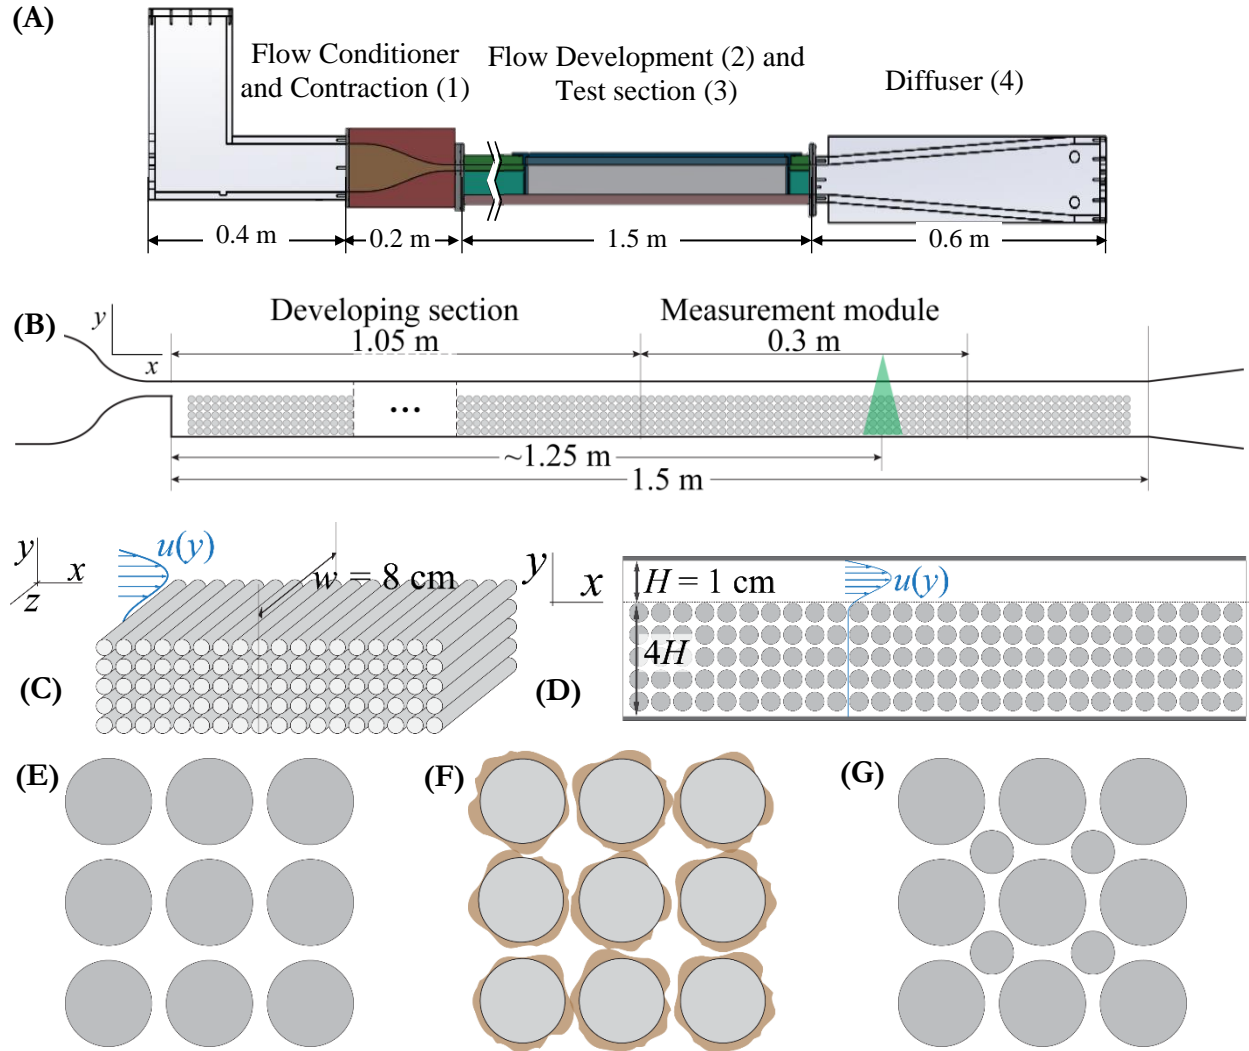 (A)
Flow Conditioner
and Contraction (1)
Flow Development (2) and
Test section (3)
Diffuser (4)
0.4 m
0.2 m
1.5 m
0.6 m
(B)
y
x
Developing section
1.05 m
Measurement module
0.3 m
...
~1.25 m
1.5 m
(C)
y
x
z
u(y)
w = 8 cm
(D)
y
x
H = 1 cm
u(y)
4H
(E)
(F)
(G)